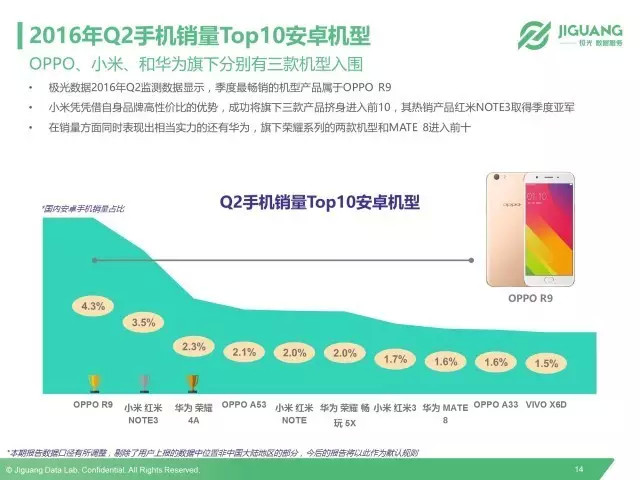 2016年Q2手机销量Top10安卓机型
JIGUANG
极光 数据服务
OPPO、小米、和华为旗下分别有三款机型入围
• 极光数据2016年Q2监测数据显示，季度最畅销的机型产品属于OPPO R9
• 小米凭凭借自身品牌高性价比的优势，成功将旗下三款产品挤身进入前10，其热销产品红米NOTE3取得季度亚军
• 在销量方面同时表现出相当实力的还有华为，旗下荣耀系列的两款机型和MATE 8进入前十
*国内安卓手机销量占比
Q2手机销量Top10安卓机型
01:10
oppo
OPPO R9
4.3%
3.5%
2.3%
2.1%
2.0%
2.0%
1.7%
1.6%
1.6%
1.5%
OPPO R9
小米 红米
NOTE3
华为 荣耀
4A
OPPO A53
小米 红米
NOTE
华为 荣耀 畅
玩 5X
小米 红米3
华为 MATE
8
OPPO A33
VIVO X6D
*本期报告数据口径有所调整，剔除了用户上报的数据中位置非中国大陆地区的部分，今后的报告将以此作为默认规则
© Jiguang Data Lab. Confidential. All Rights Reserved.
14